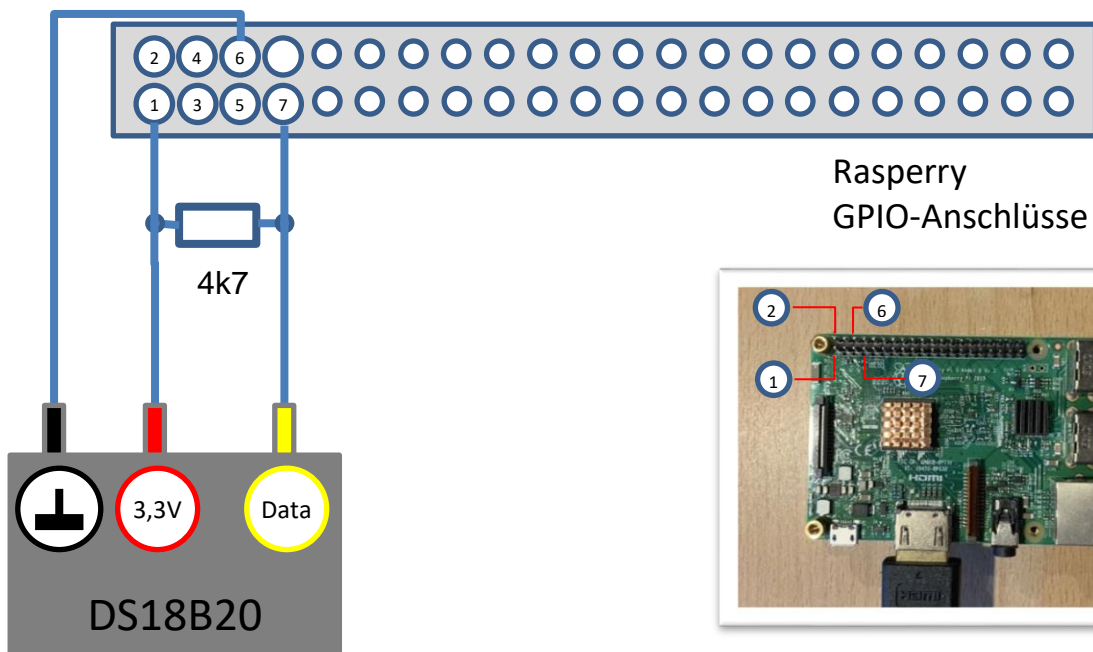 2 4 6
1 3 5 7
Rasperry
GPIO-Anschlüsse
4k7
2 6
1 7
3,3V Data
DS18B20